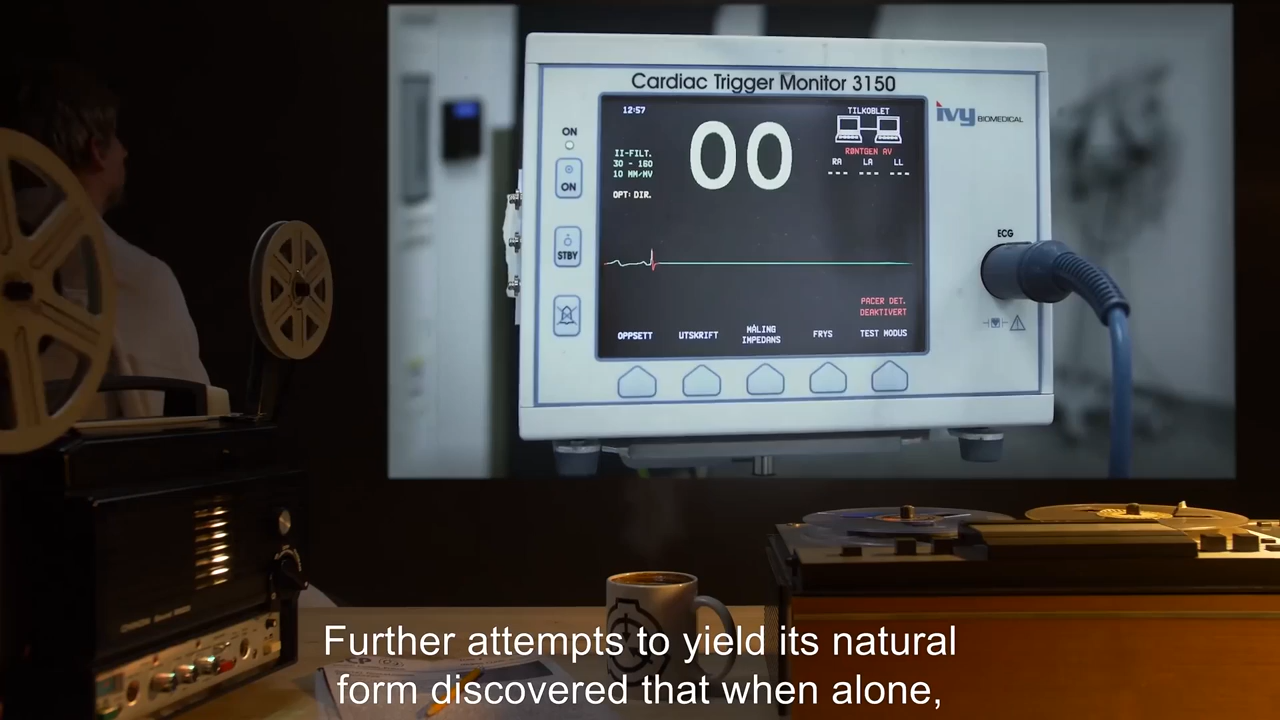 Cardiac Trigger Monitor 3150
ivy BIOMEDICAL
12:57
00
TILKOBLET
RØNTGEN AV
RA LA LL
--- --- ---
II-FILT.
30 - 160
10 MM/MV
OPT: DIR.
ON
ON
STBY
ECG
PACER DET.
DEAKTIVERT
OPPSETT UTSKRIFT MÅLING IMPEDANS FRYS TEST MODUS
Further attempts to yield its natural
form discovered that when alone,